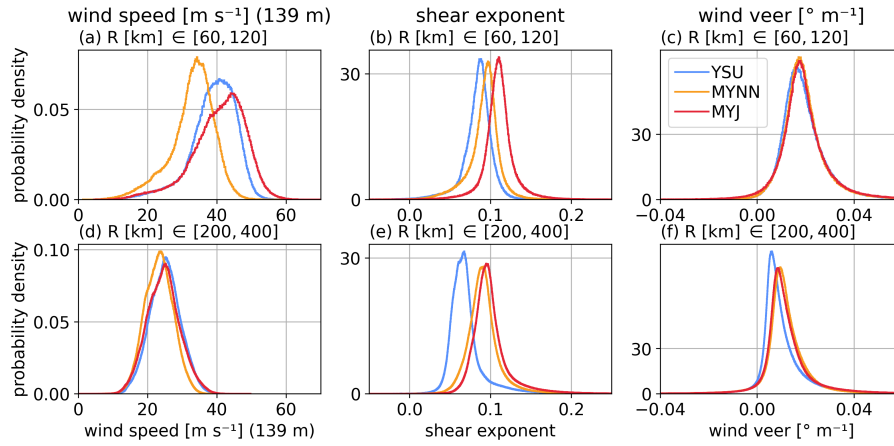 wind speed [m s⁻¹] (139 m)
shear exponent
wind veer [° m⁻¹]
(a) R [km] ∈ [60, 120]
(b) R [km] ∈ [60, 120]
(c) R [km] ∈ [60, 120]
probability density
0.05
0.00
0 20 40 60
30
0
0.0 0.1 0.2
YSU
MYNN
MYJ
30
0
−0.04 0.00 0.04
(d) R [km] ∈ [200, 400]
(e) R [km] ∈ [200, 400]
(f) R [km] ∈ [200, 400]
probability density
0.10
0.05
0.00
0 20 40 60
30
0
0.0 0.1 0.2
30
0
−0.04 0.00 0.04
wind speed [m s⁻¹] (139 m)
shear exponent
wind veer [° m⁻¹]